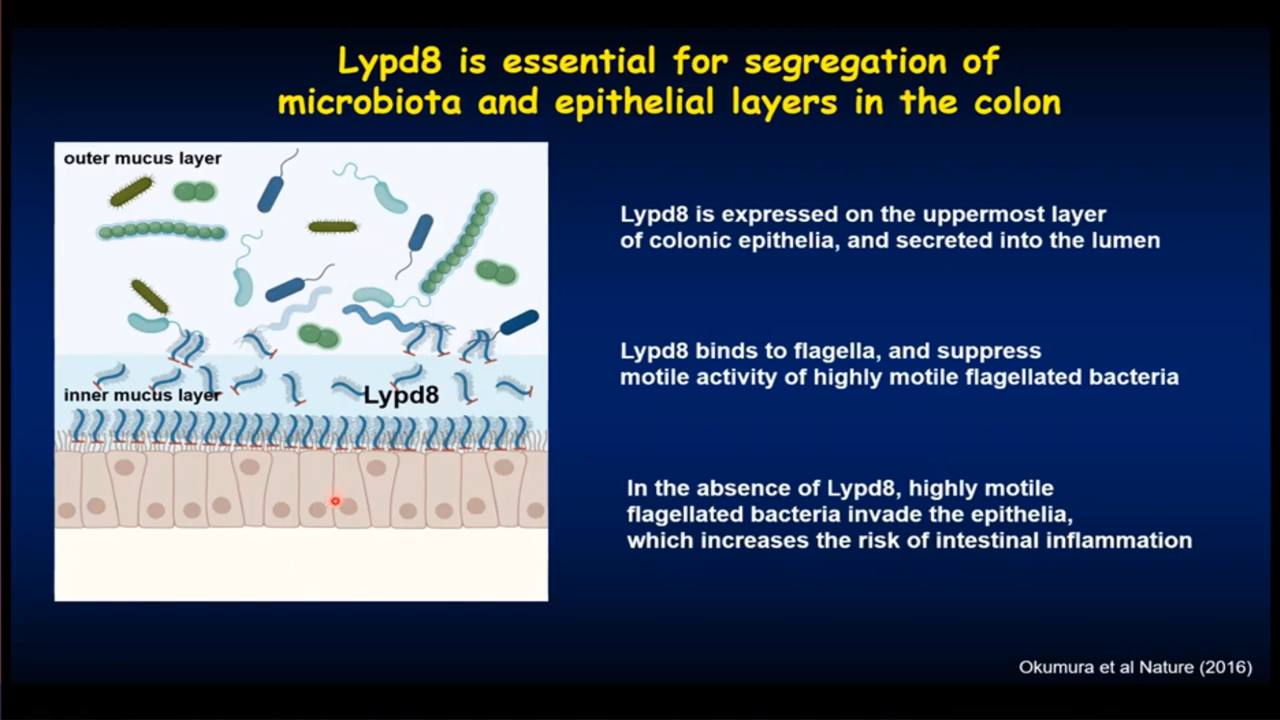 Lypd8 is essential for segregation of
microbiota and epithelial layers in the colon
outer mucus layer
inner mucus layer
Lypd8
Lypd8 is expressed on the uppermost layer
of colonic epithelia, and secreted into the lumen
Lypd8 binds to flagella, and suppress
motile activity of highly motile flagellated bacteria
In the absence of Lypd8, highly motile
flagellated bacteria invade the epithelia,
which increases the risk of intestinal inflammation
Okumura et al Nature (2016)